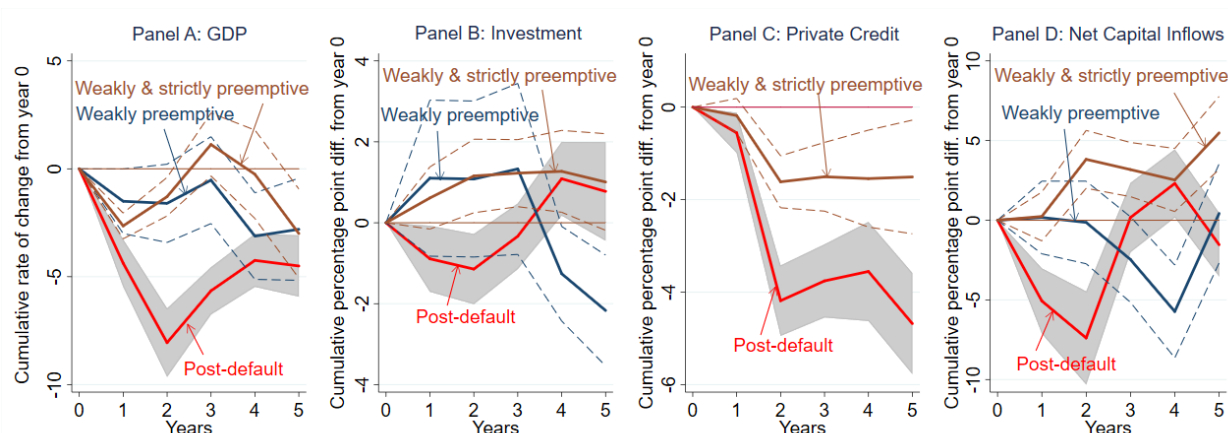 Panel A: GDP
Cumulative rate of change from year 0
5
0
-5
-10
Weakly & strictly preemptive
Weakly preemptive
Post-default
0 1 2 3 4 5
Years
Panel B: Investment
Cumulative percentage point diff. from year 0
4
2
0
-2
-4
Weakly & strictly preemptive
Weakly preemptive
Post-default
0 1 2 3 4 5
Years
Panel C: Private Credit
Cumulative percentage point diff. from year 0
0
-2
-4
-6
Weakly & strictly preemptive
Post-default
0 1 2 3 4 5
Years
Panel D: Net Capital Inflows
Cumulative percentage point diff. from year 0
10
5
0
-5
-10
Weakly & strictly preemptive
Weakly preemptive
Post-default
0 1 2 3 4 5
Years